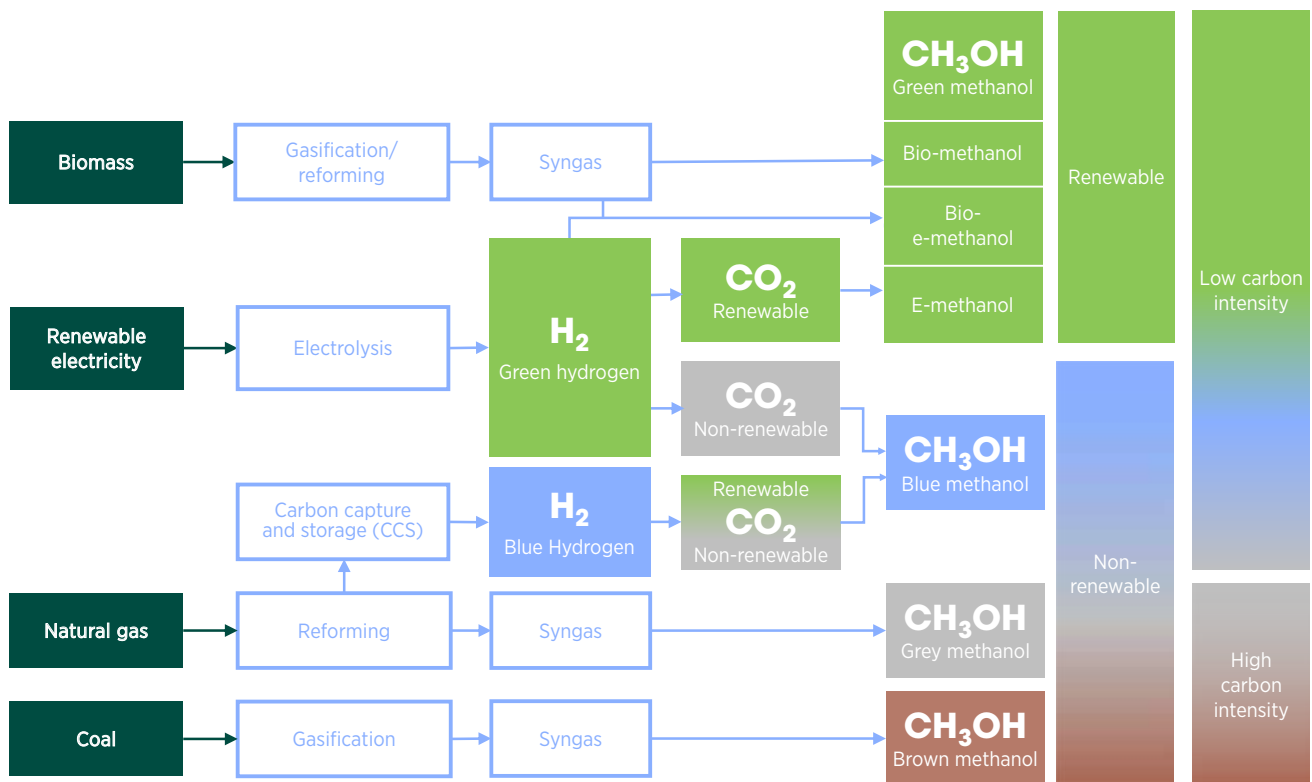 CH₃OH
Green methanol
Biomass
Gasification/
reforming
Syngas
Bio-methanol
Renewable
Bio-
e-methanol
Low carbon
intensity
Renewable
electricity
Electrolysis
H₂
Green hydrogen
CO₂
Renewable
E-methanol
CO₂
Non-renewable
CH₃OH
Blue methanol
Carbon capture
and storage (CCS)
H₂
Blue Hydrogen
Renewable
CO₂
Non-renewable
Non-
renewable
Natural gas
Reforming
Syngas
CH₃OH
Grey methanol
High
carbon
intensity
Coal
Gasification
Syngas
CH₃OH
Brown methanol